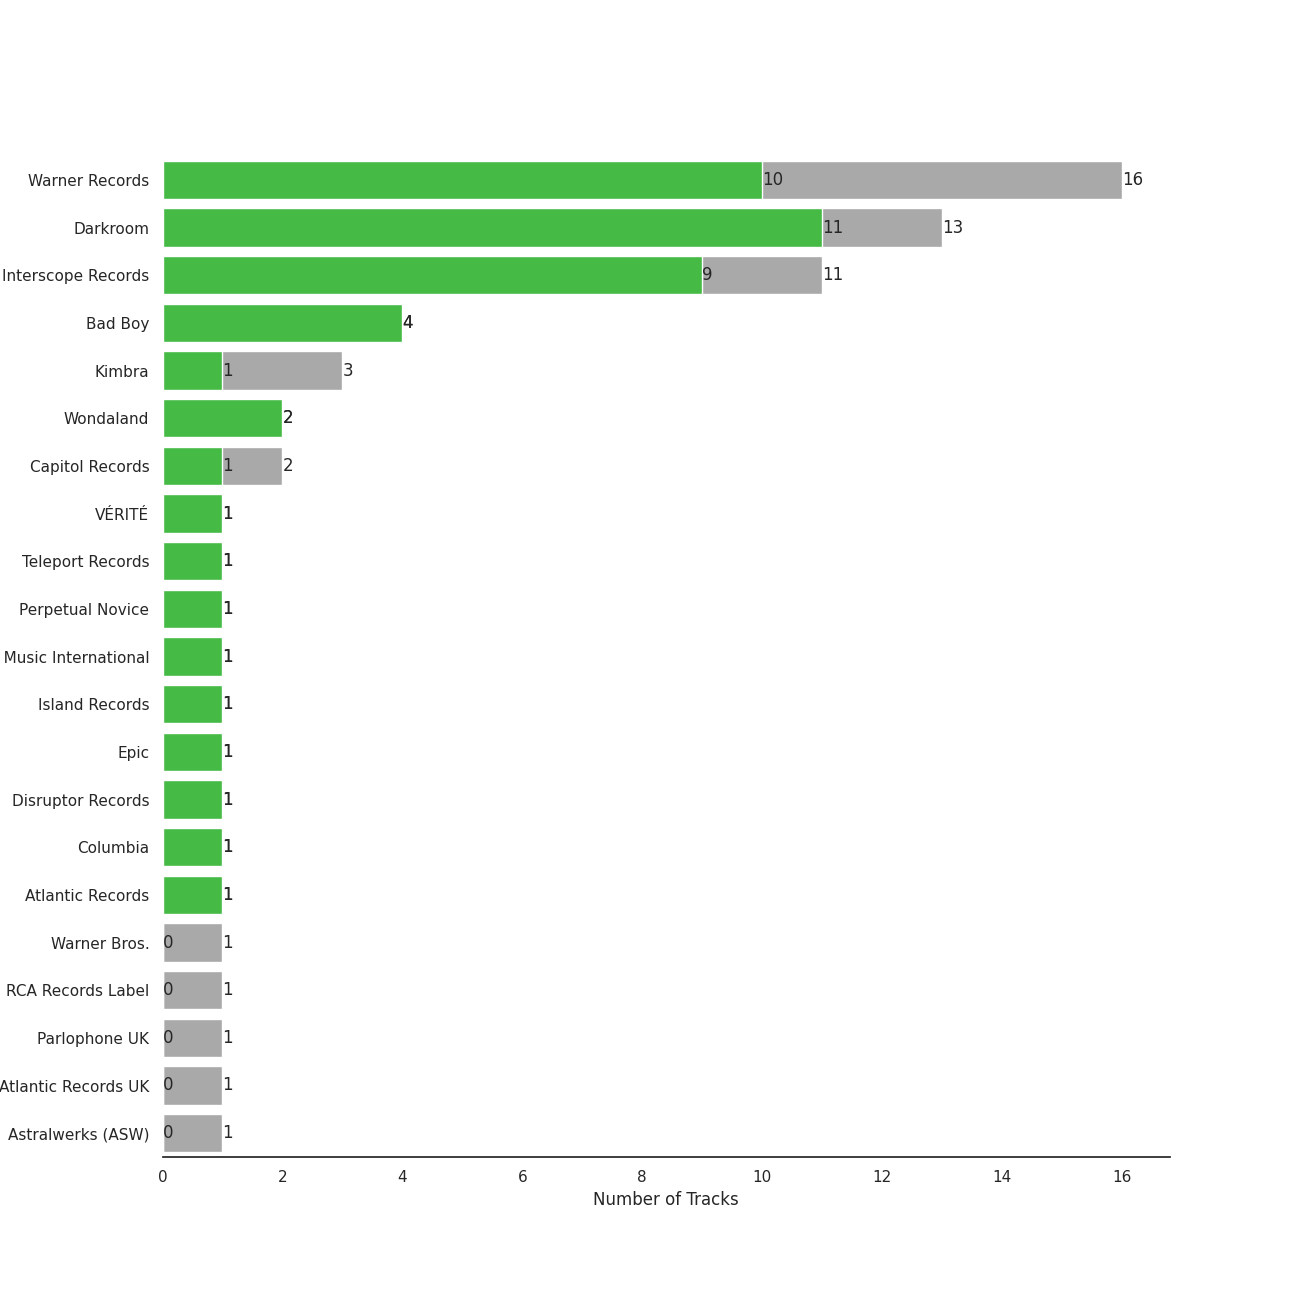 Warner Records 10 16
Darkroom 11 13
Interscope Records 9 11
Bad Boy 4
Kimbra 1 3
Wondaland 2
Capitol Records 1 2
VÉRITÉ 1
Teleport Records 1
Perpetual Novice 1
Music International 1
Island Records 1
Epic 1
Disruptor Records 1
Columbia 1
Atlantic Records 1
Warner Bros. 0 1
RCA Records Label 0 1
Parlophone UK 0 1
Atlantic Records UK 0 1
Astralwerks (ASW) 0 1
0 2 4 6 8 10 12 14 16
Number of Tracks